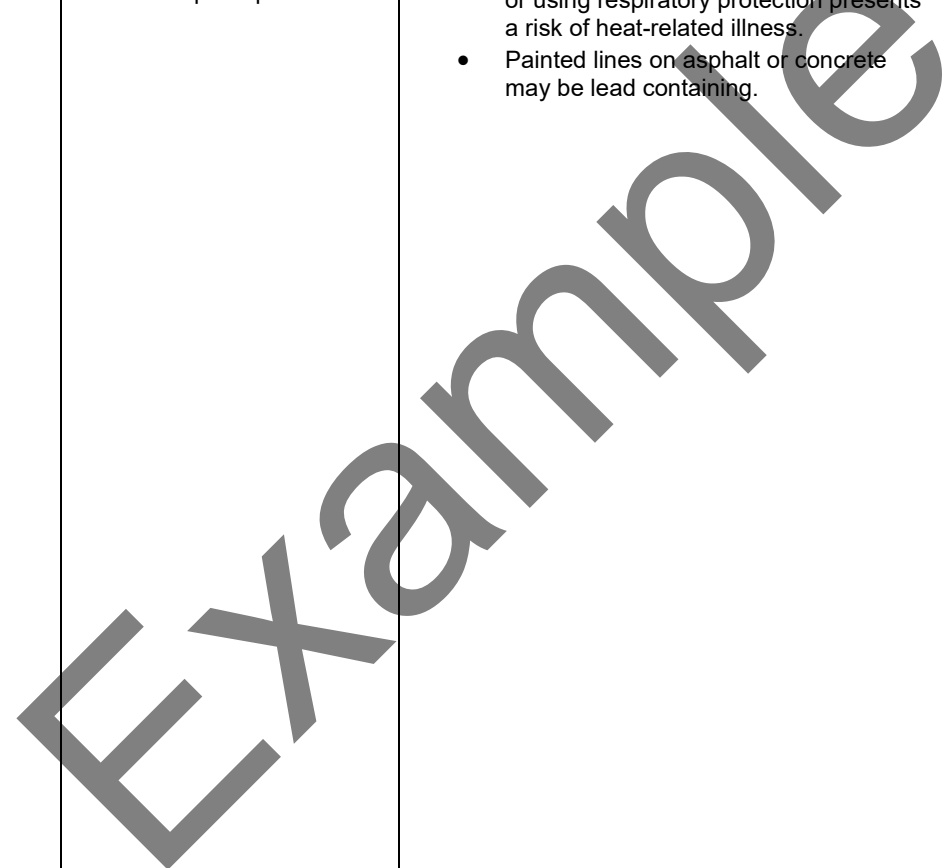 or using respiratory protection presents
a risk of heat-related illness.
• Painted lines on asphalt or concrete
may be lead containing.
Example